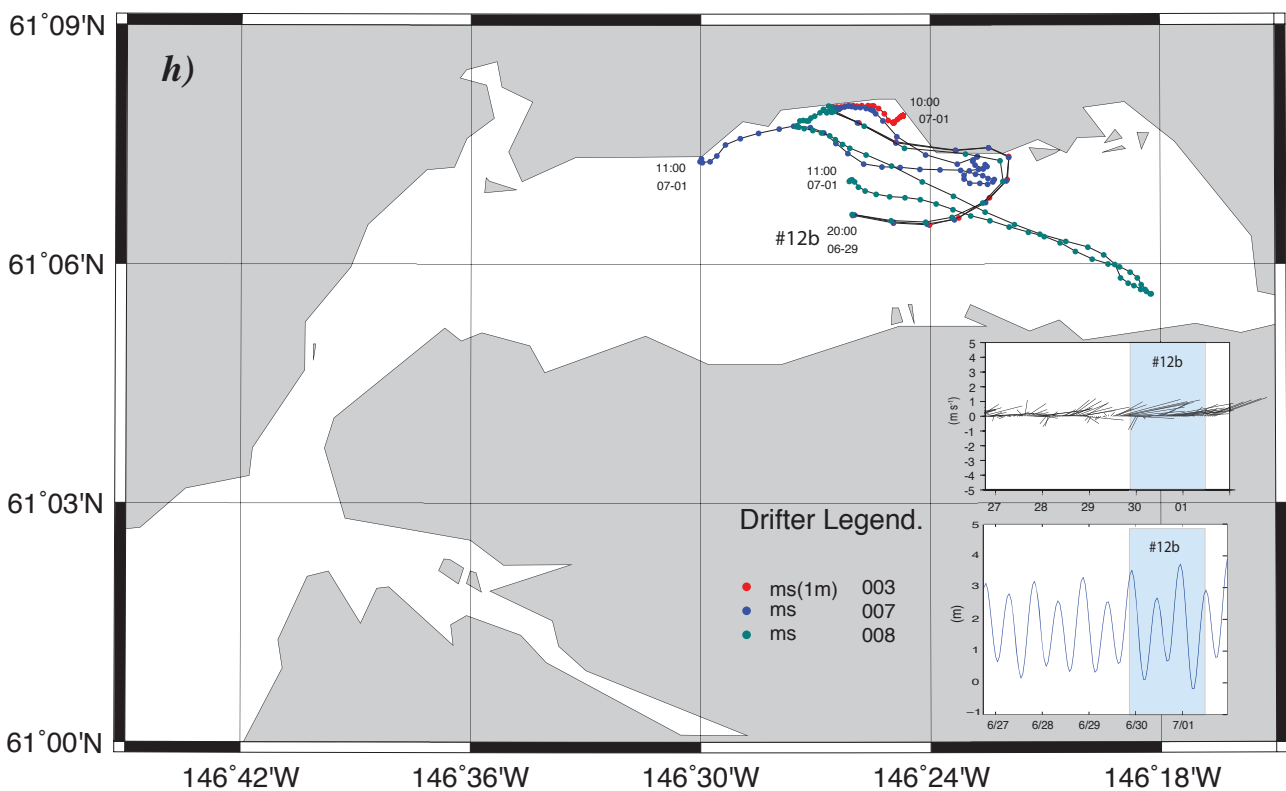 61°09'N
h)
10:00
07-01
11:00
07-01
11:00
07-01
#12b
20:00
06-29
61°06'N
5
4
3
2
1
0
-1
-2
-3
-4
-5
(m s⁻¹)
#12b
27 28 29 30 01
61°03'N
Drifter Legend.
ms(1m) 003
ms 007
ms 008
5
4
3
2
1
0
−1
(m)
#12b
6/27 6/28 6/29 6/30 7/01
61°00'N
146°42'W 146°36'W 146°30'W 146°24'W 146°18'W